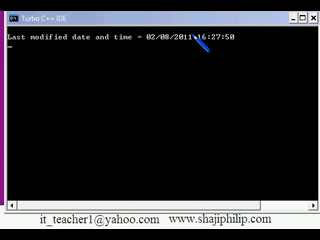 Turbo C++ IDE
Last modified date and time = 02/08/2011 16:27:50
it_teacher1@yahoo.com www.shajiphilip.com